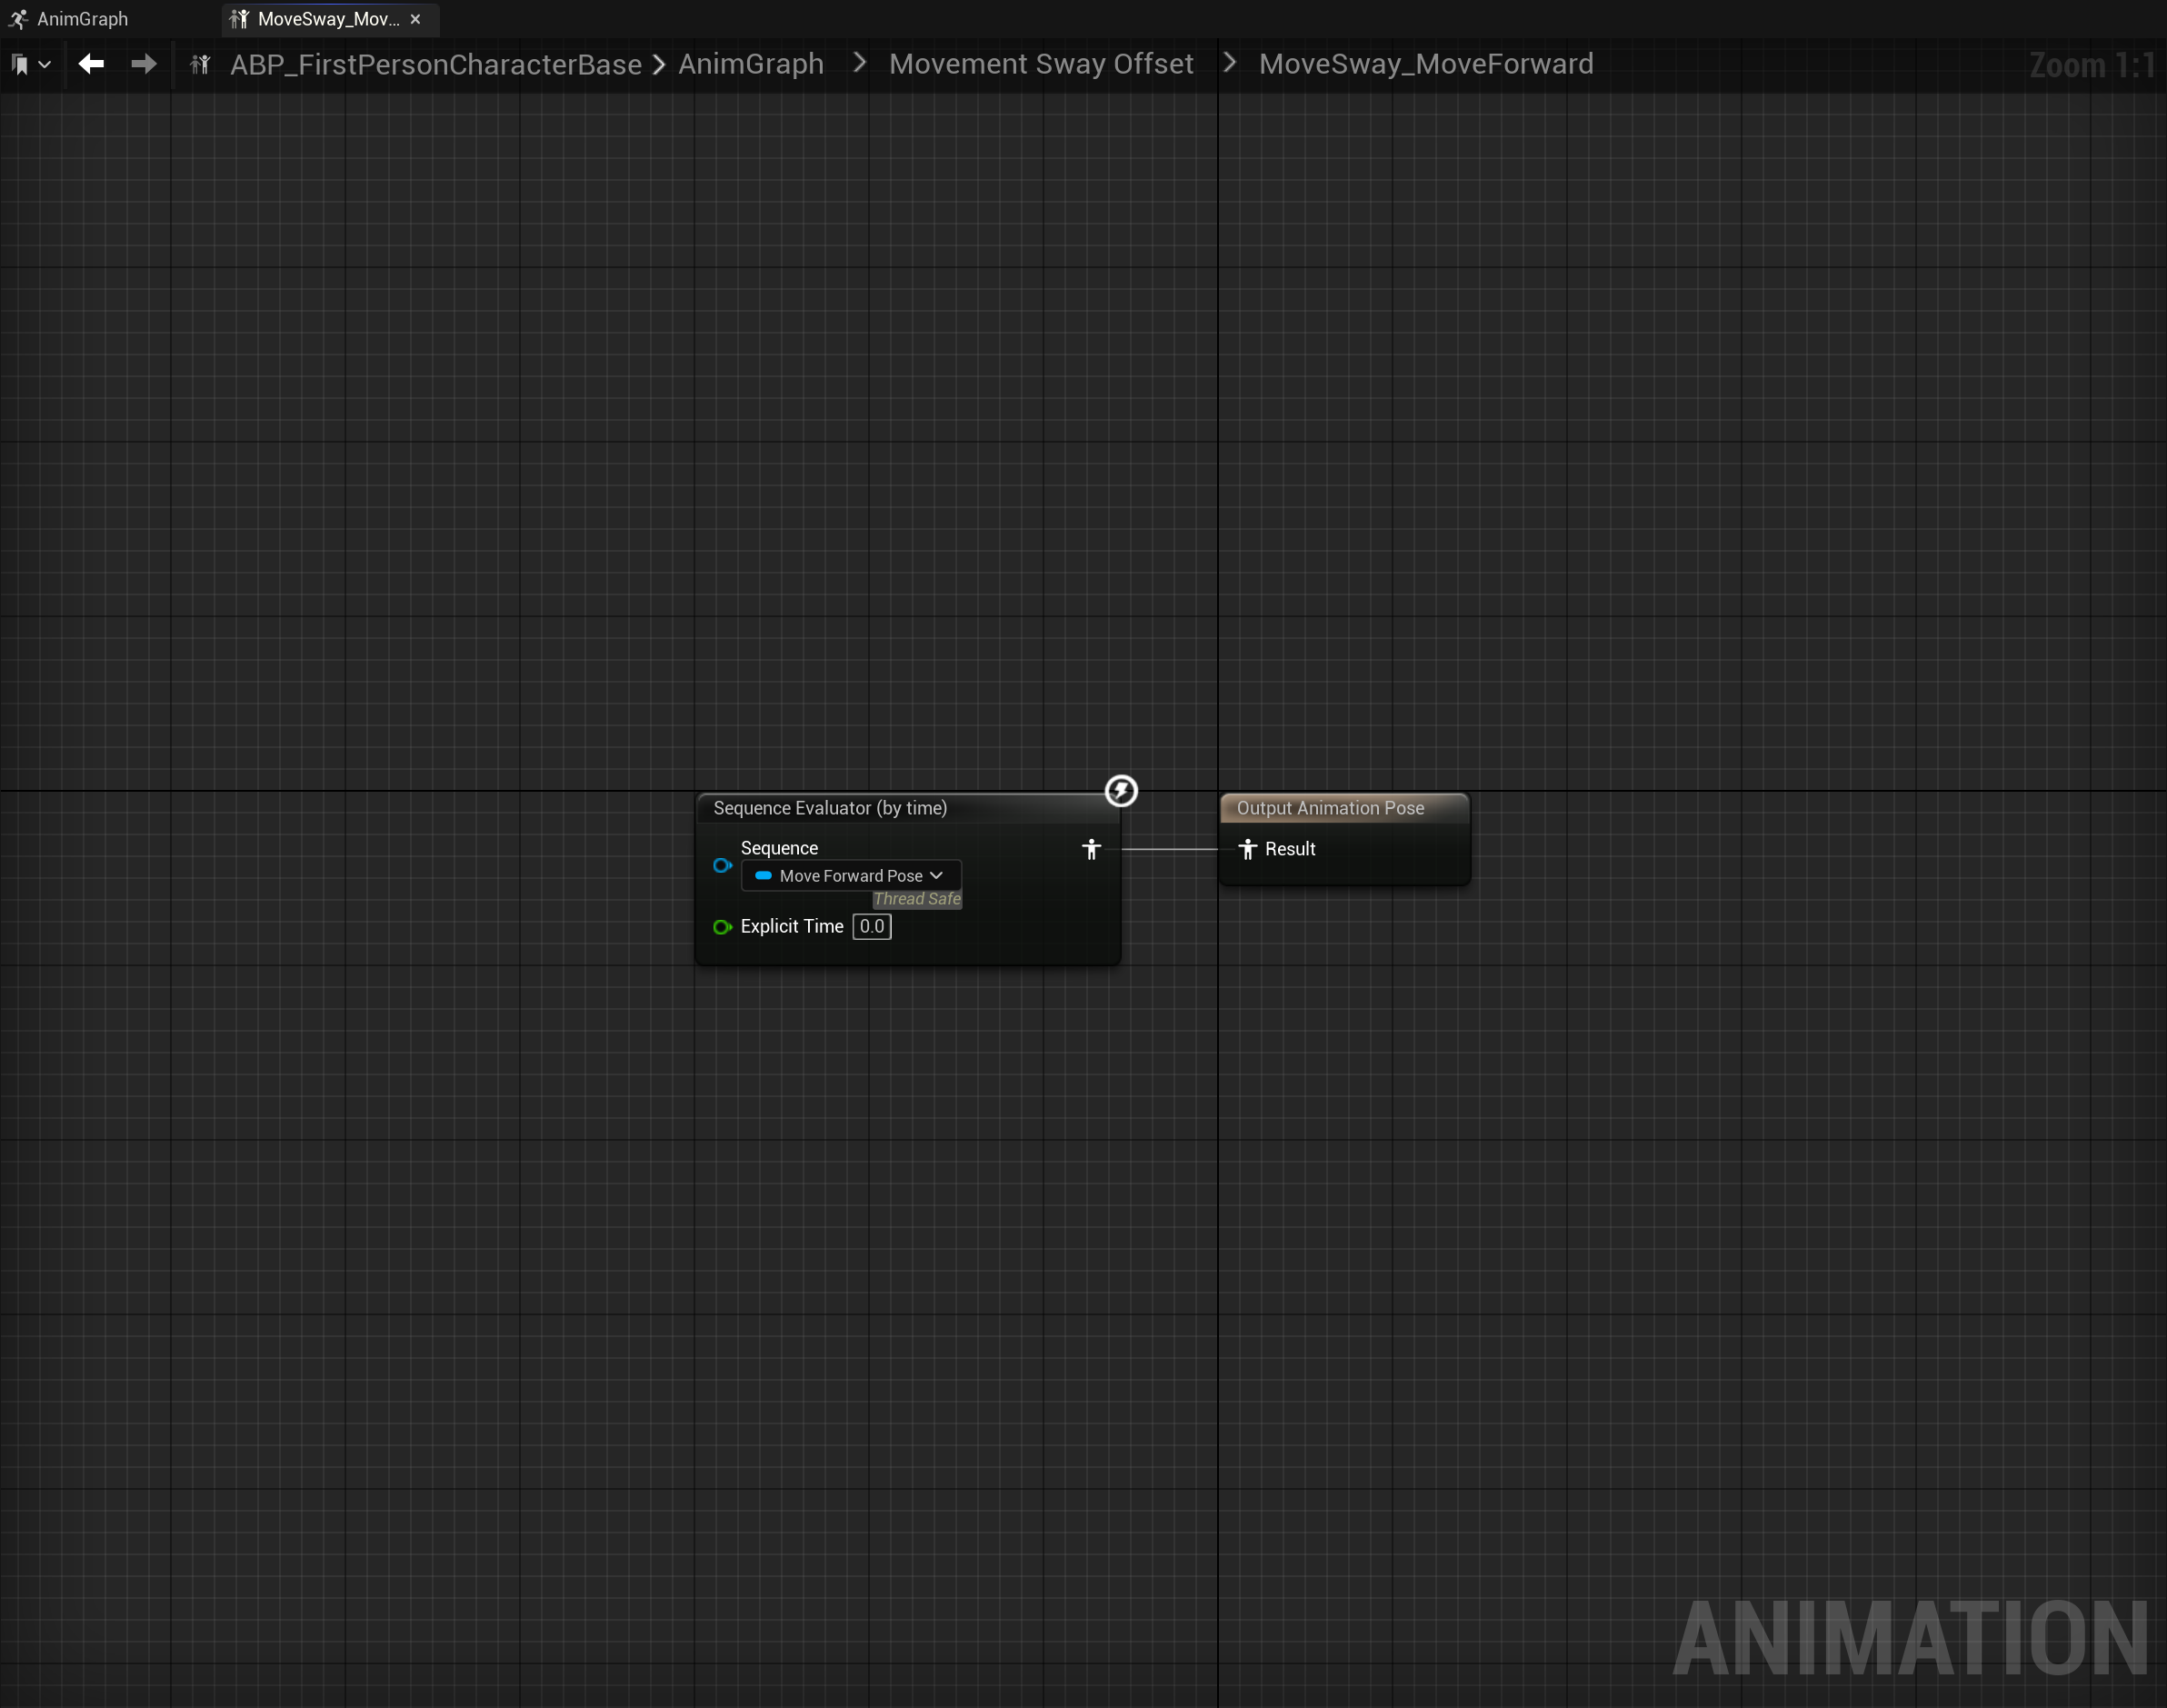 AnimGraph
MoveSway_Mov...
ABP_FirstPersonCharacterBase > AnimGraph > Movement Sway Offset > MoveSway_MoveForward
Zoom 1:1
Sequence Evaluator (by time)
Sequence
Move Forward Pose
Thread Safe
Explicit Time 0.0
Output Animation Pose
Result
ANIMATION